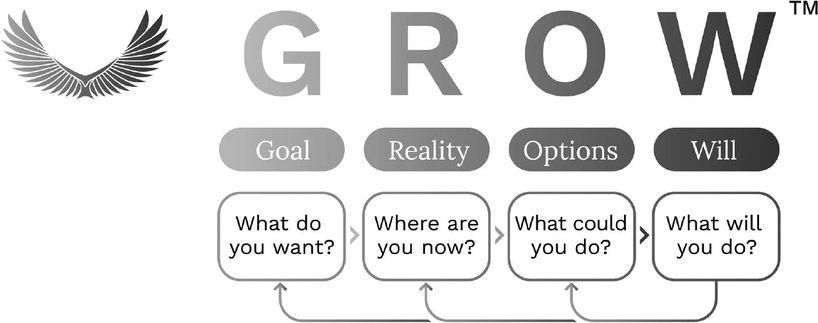 G R O W ™
Goal Reality Options Will
What do Where are What could What will
you want? you now? you do? you do?